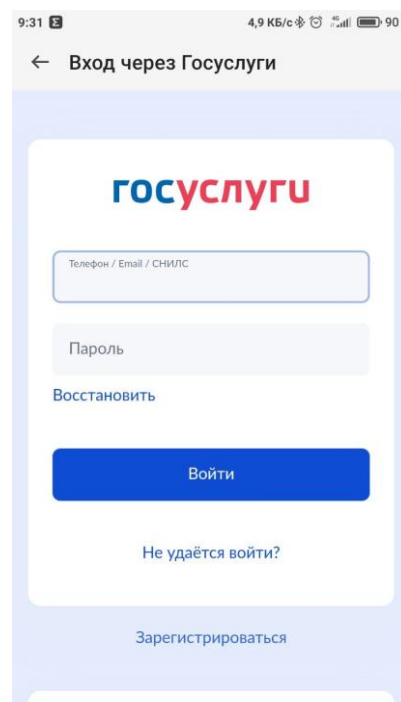 9:31 4,9 КБ/с 4G 90
Вход через Госуслуги
госуслуги
Телефон / Email / СНИЛС
Пароль
Восстановить
Войти
Не удаётся войти?
Зарегистрироваться